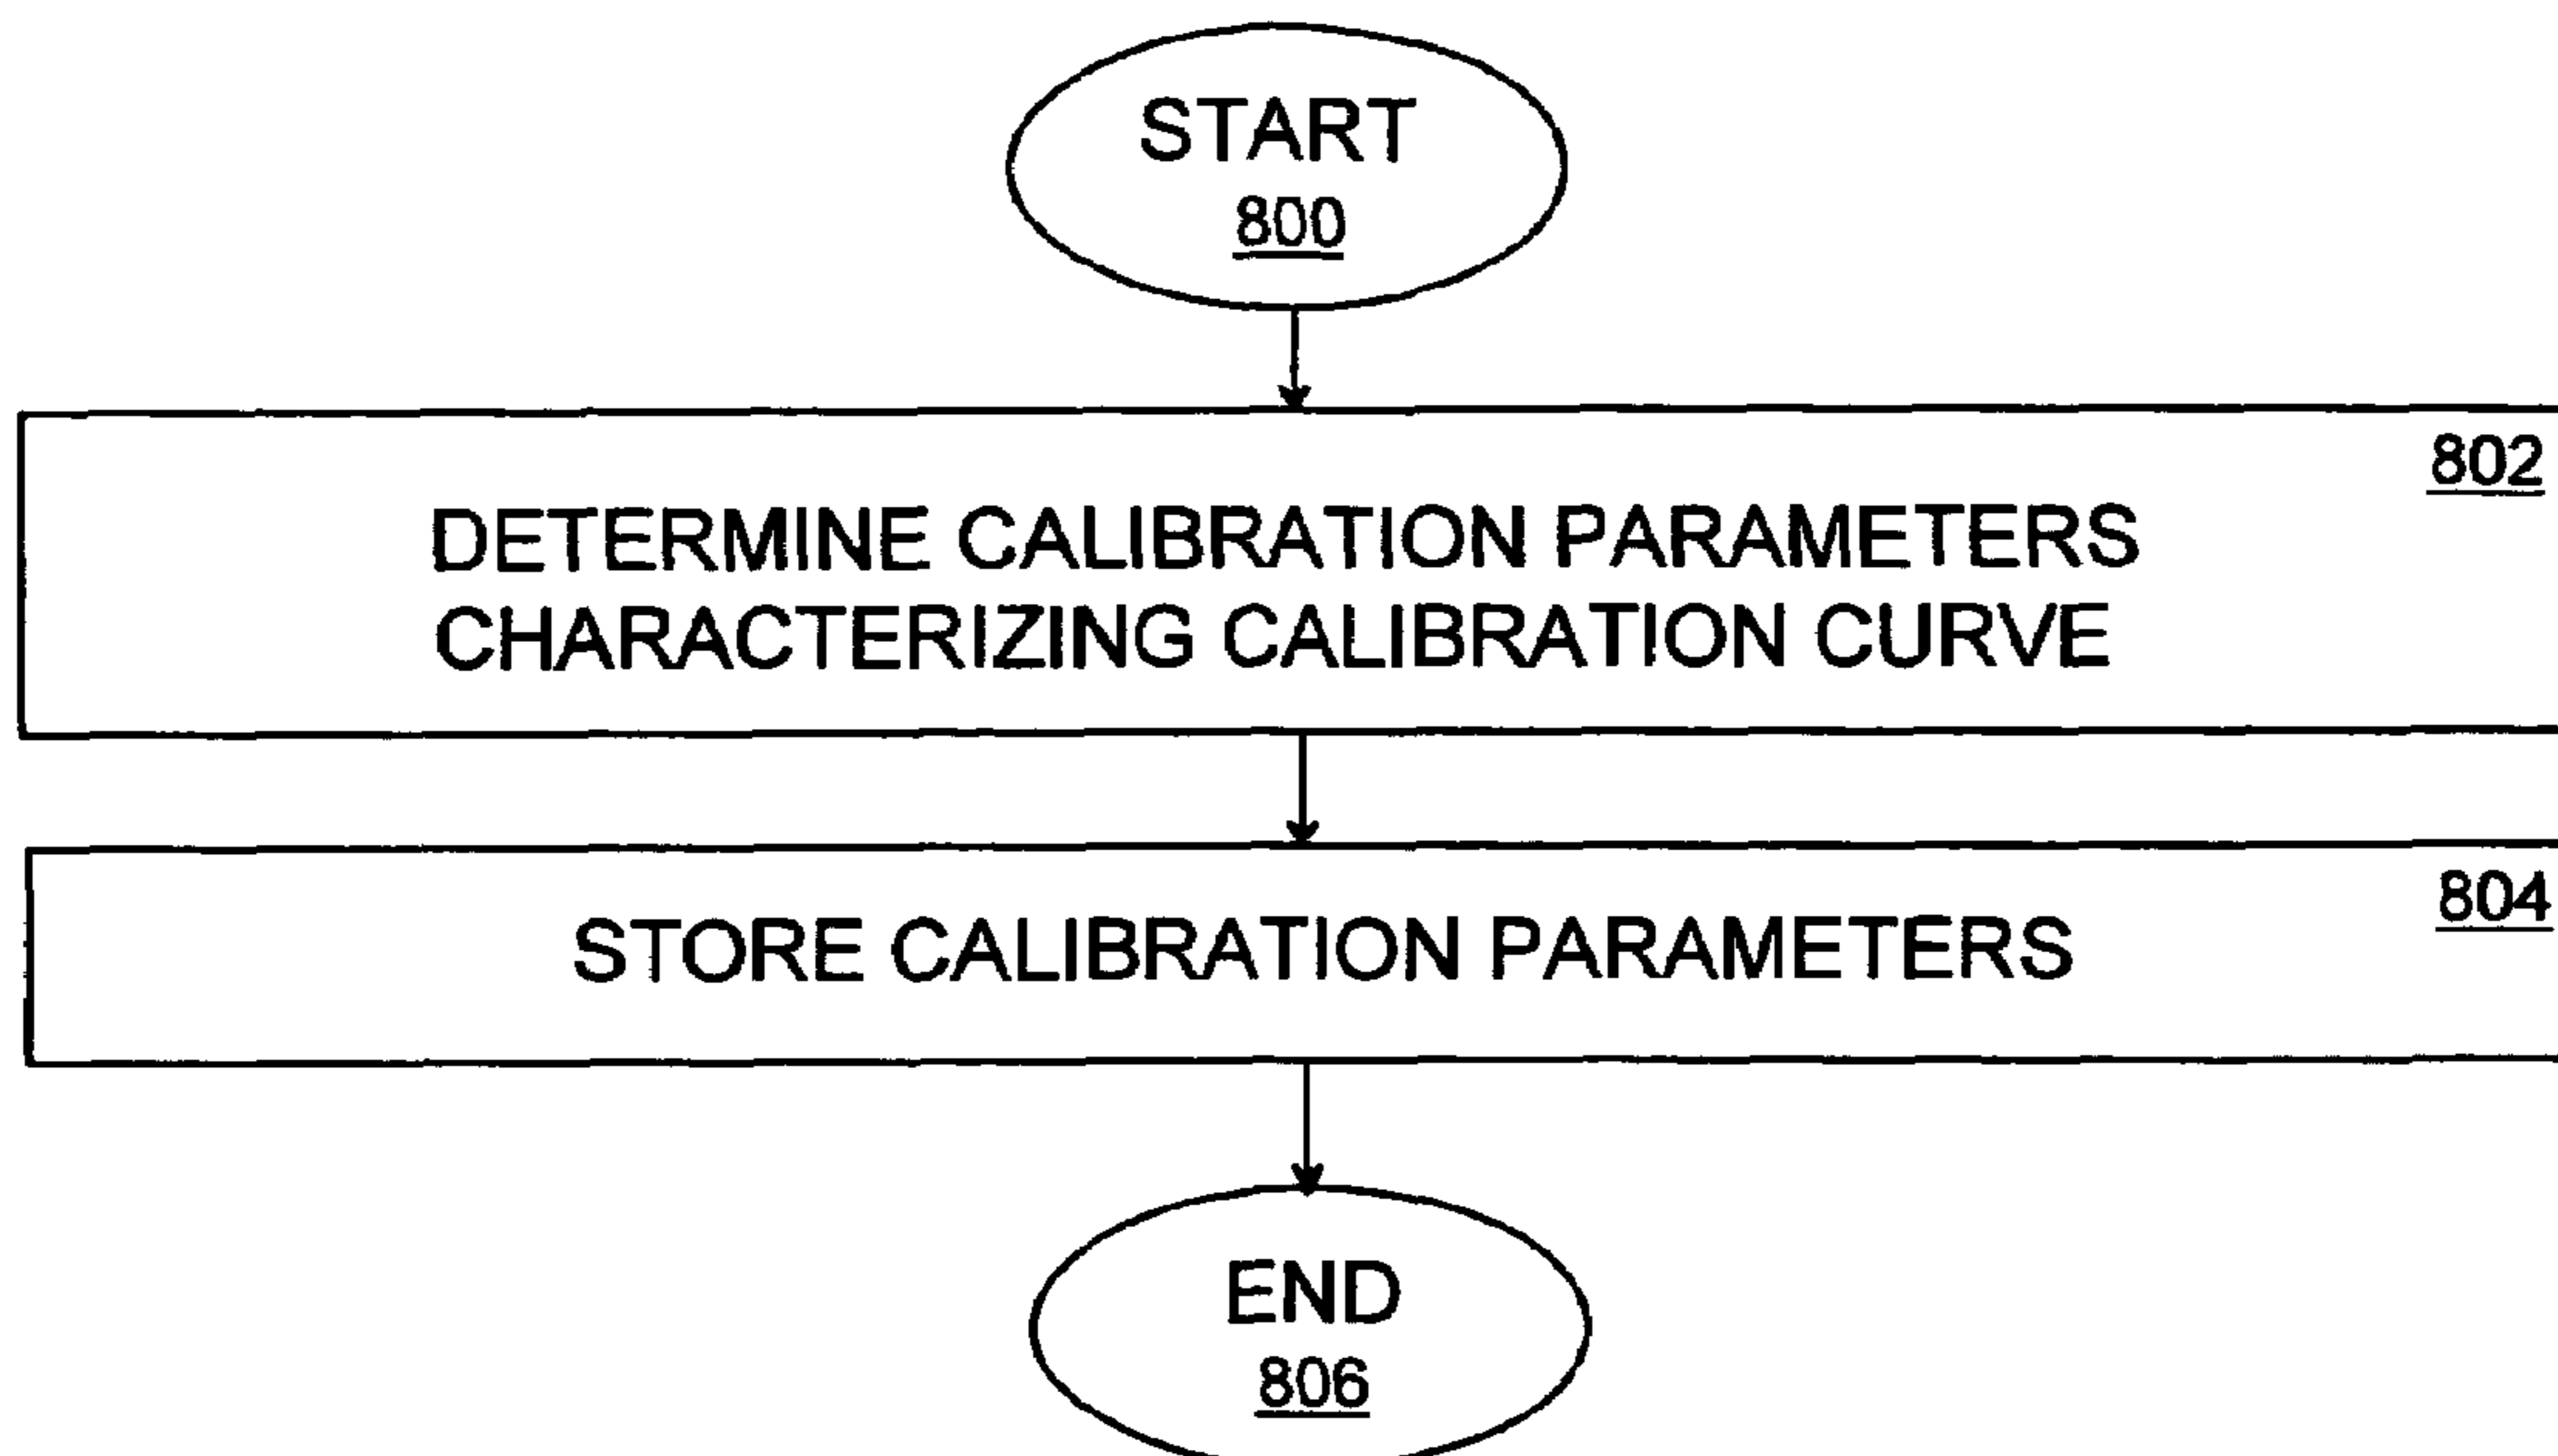 START
800
802
DETERMINE CALIBRATION PARAMETERS
CHARACTERIZING CALIBRATION CURVE
804
STORE CALIBRATION PARAMETERS
END
806